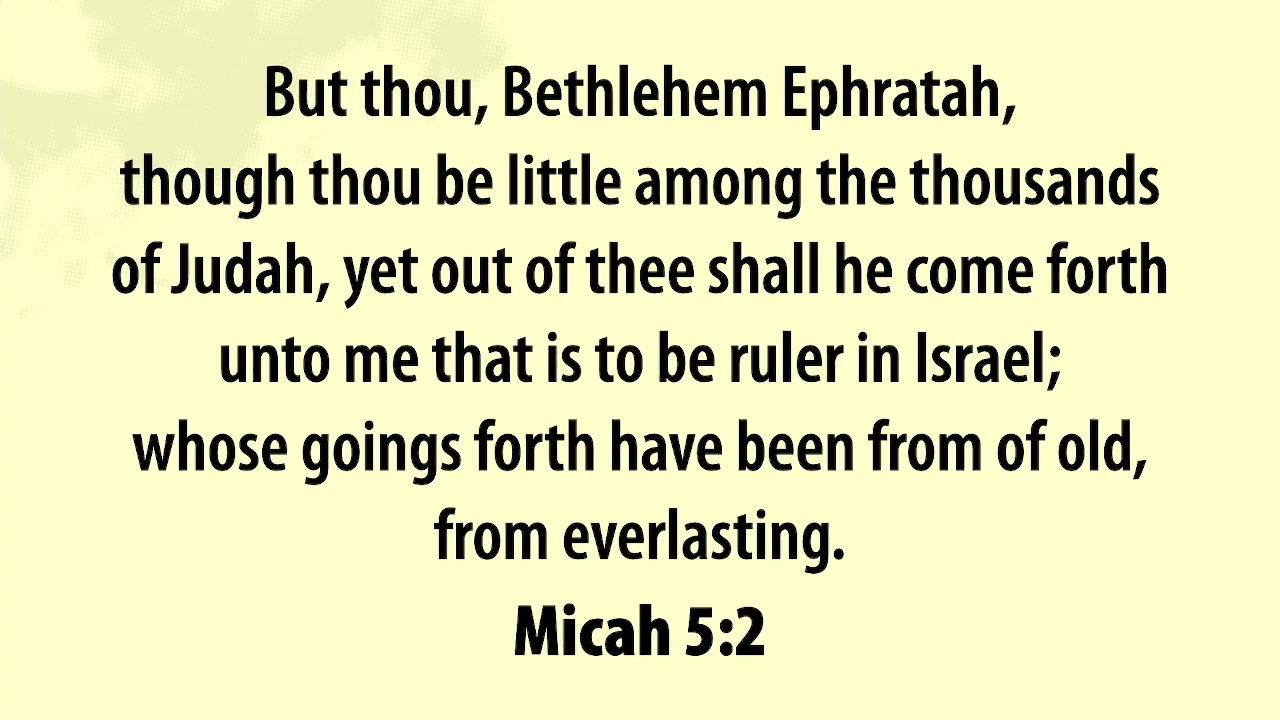 But thou, Bethlehem Ephratah,
though thou be little among the thousands
of Judah, yet out of thee shall he come forth
unto me that is to be ruler in Israel;
whose goings forth have been from of old,
from everlasting.
Micah 5:2